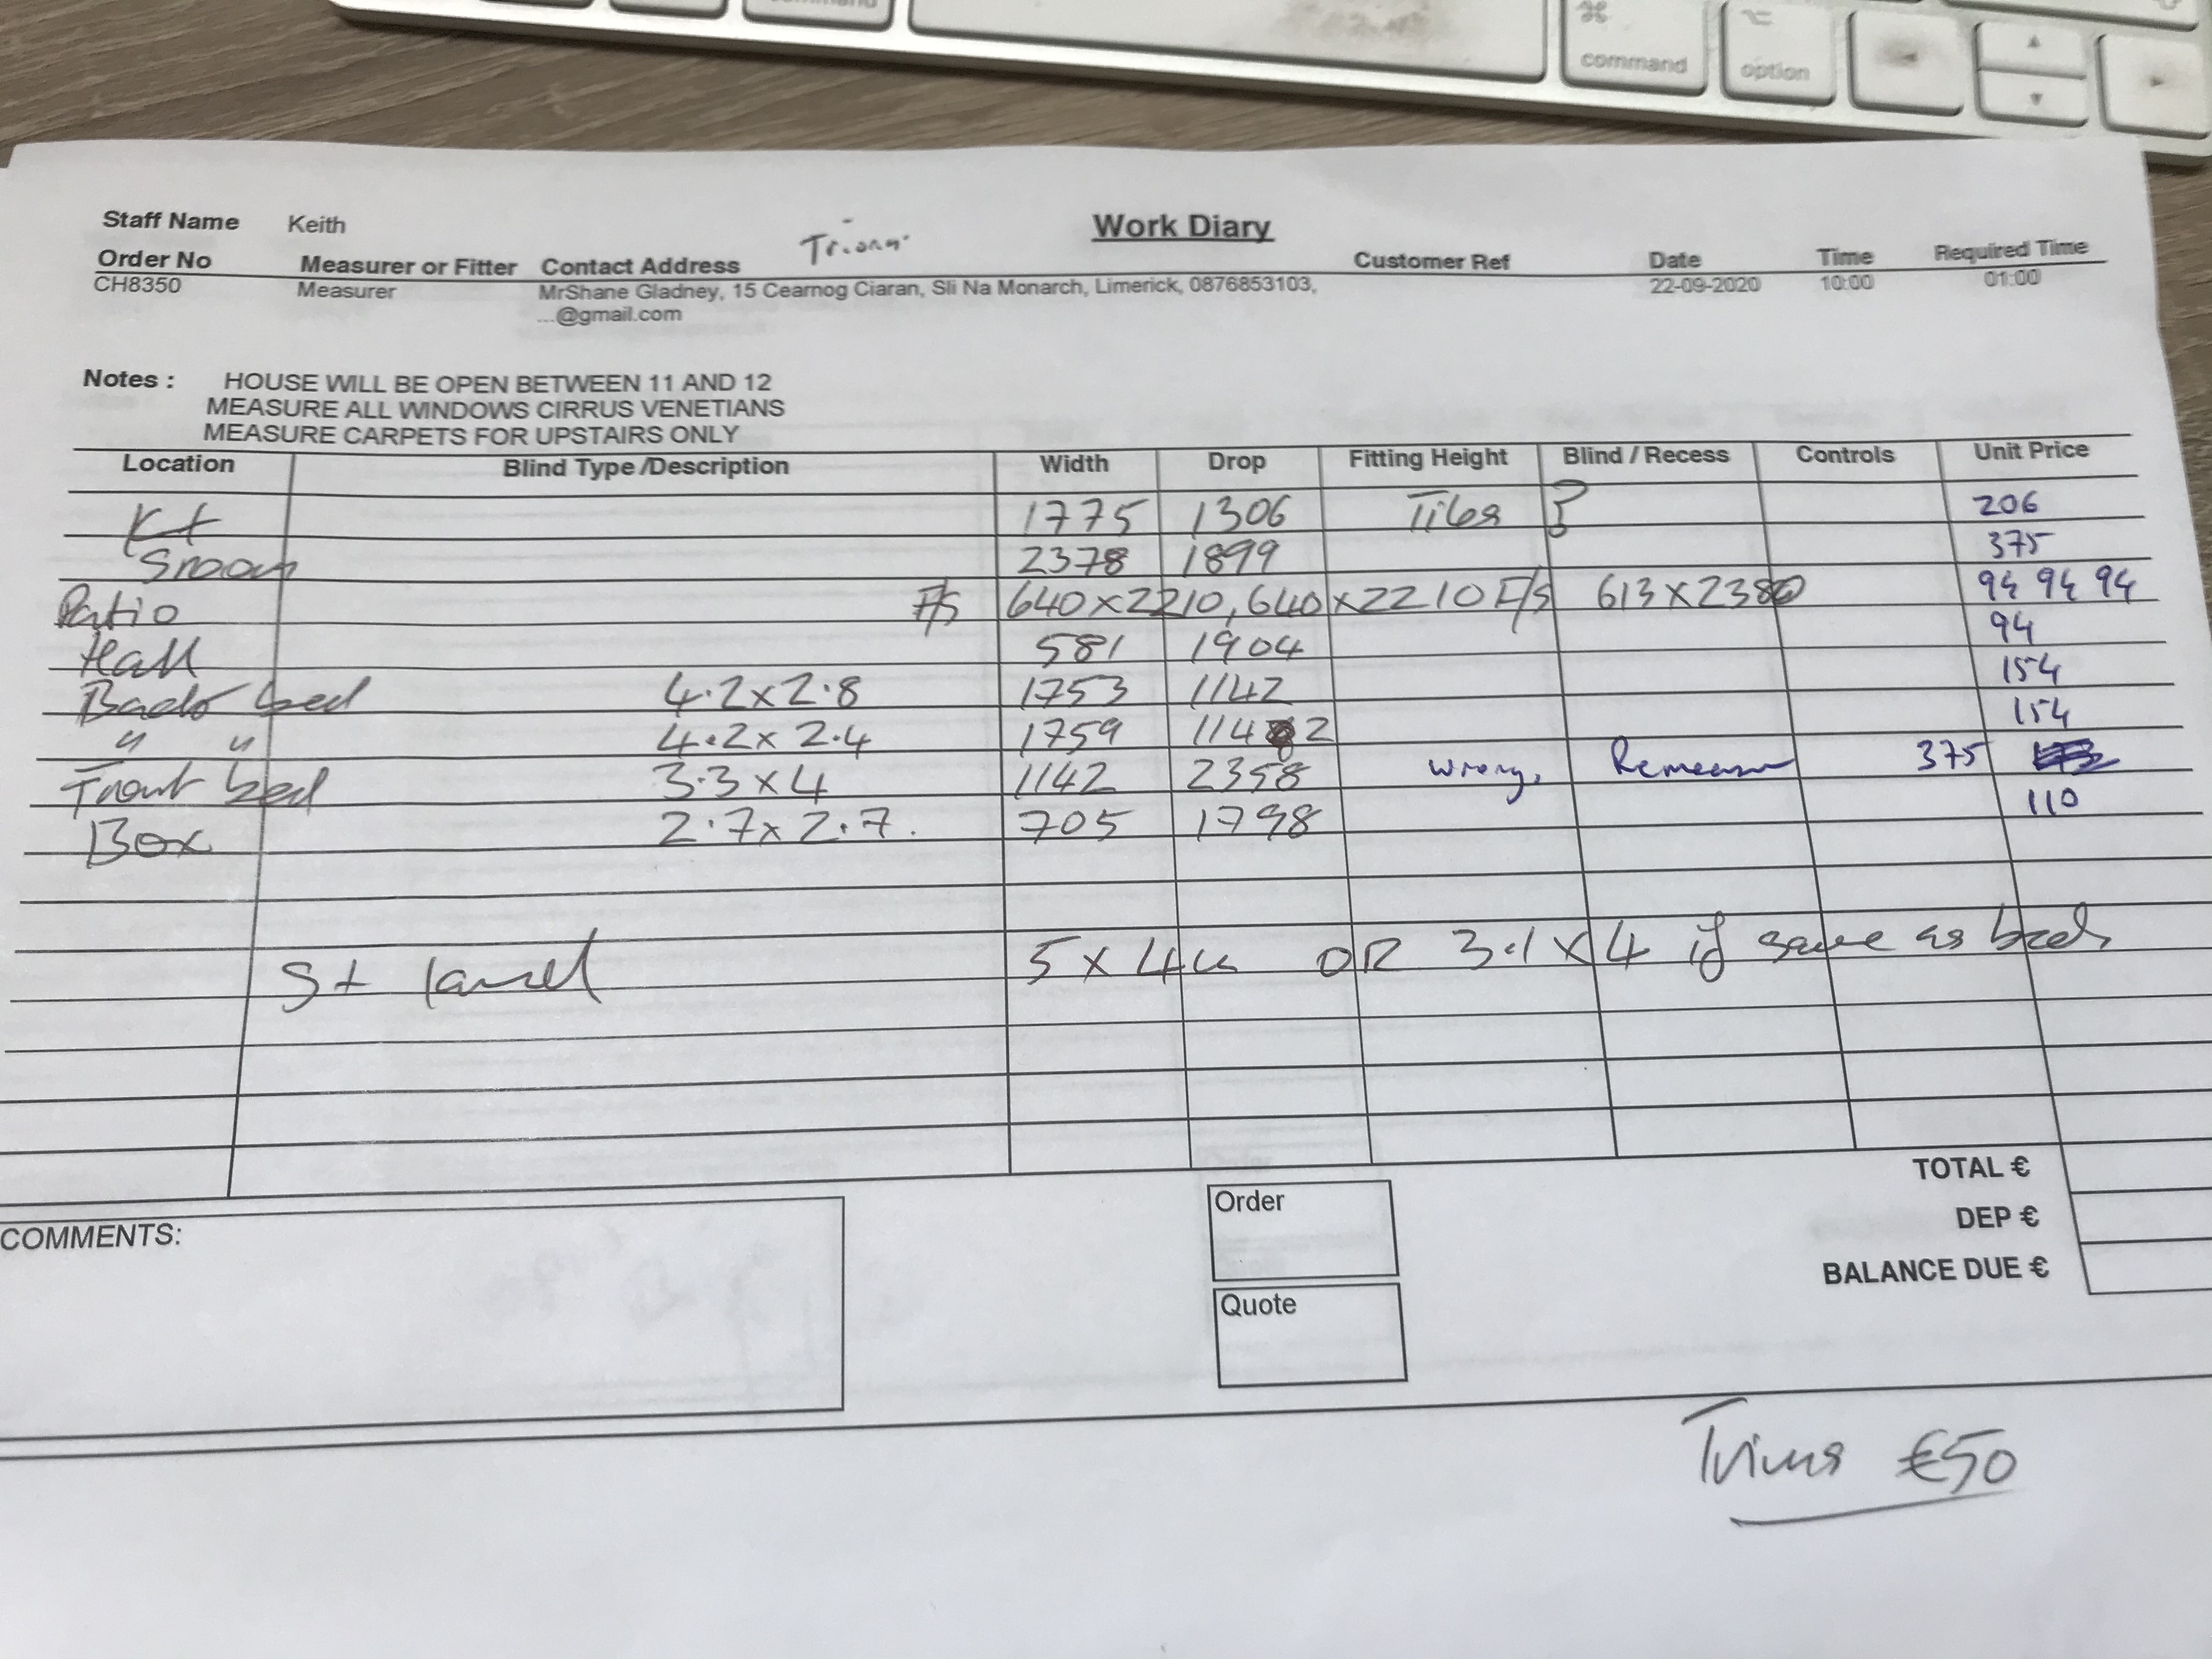 command
option
Staff Name Keith Work Diary
Order No Measurer or Fitter Contact Address Customer Ref Date Time Required Time
CH8350 Measurer MrShane Gladney, 15 Cearnog Ciaran, Sli Na Monarch, Limerick, 0876853103, 22-09-2020 10:00 01:00
...@gmail.com
Notes : HOUSE WILL BE OPEN BETWEEN 11 AND 12
MEASURE ALL WINDOWS CIRRUS VENETIANS
MEASURE CARPETS FOR UPSTAIRS ONLY
Location Blind Type /Description Width Drop Fitting Height Blind / Recess Controls Unit Price
Kt 1775 1306 Tiles ? 206
Sroom 2378 1899 375
Patio F/S 640x2210, 640x2210 F/S 613x2380 94 94 94
Hall 581 1904 94
Back bed 4.2x2.8 1753 1142 154
" " 4.2x2.4 1759 1142 154
Front bed 3.3x4 1142 2358 wrong, Remeasure 375
Box 2.7x2.7. 705 1798 110
St land 5x4 OR 3.1x4 if same as beds
TOTAL €
DEP €
BALANCE DUE €
COMMENTS:
Order
Quote
Trims €50